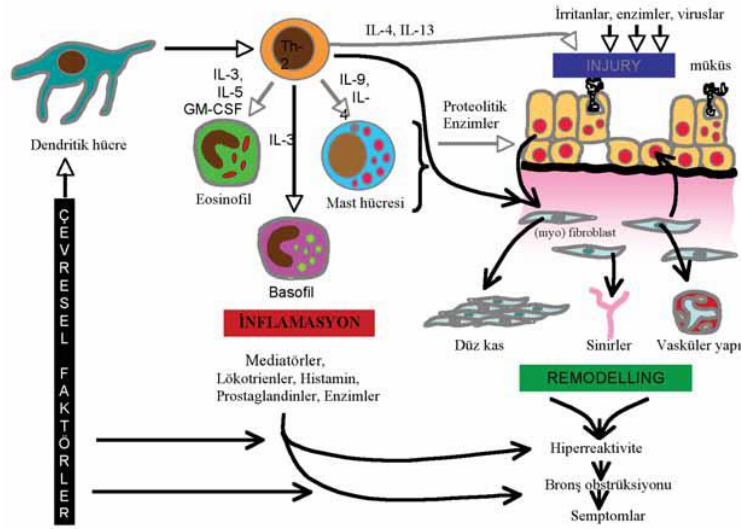 İrritanlar, enzimler, viruslar
IL-4, IL-13
Th-
2
INJURY
müküs
IL-3,
IL-5
GM-CSF
IL-9,
IL-
4
Proteolitik
Enzimler
IL-3
Dendritik hücre
Eosinofil
Mast hücresi
(myo) fibroblast
Basofil
ÇEVRESEL FAKTÖRLER
İNFLAMASYON
Düz kas
Sinirler
Vasküler yapı
Mediatörler,
Lökotrienler, Histamin,
Prostaglandinler, Enzimler
REMODELLING
Hiperreaktivite
Bronş obstrüksiyonu
Semptomlar